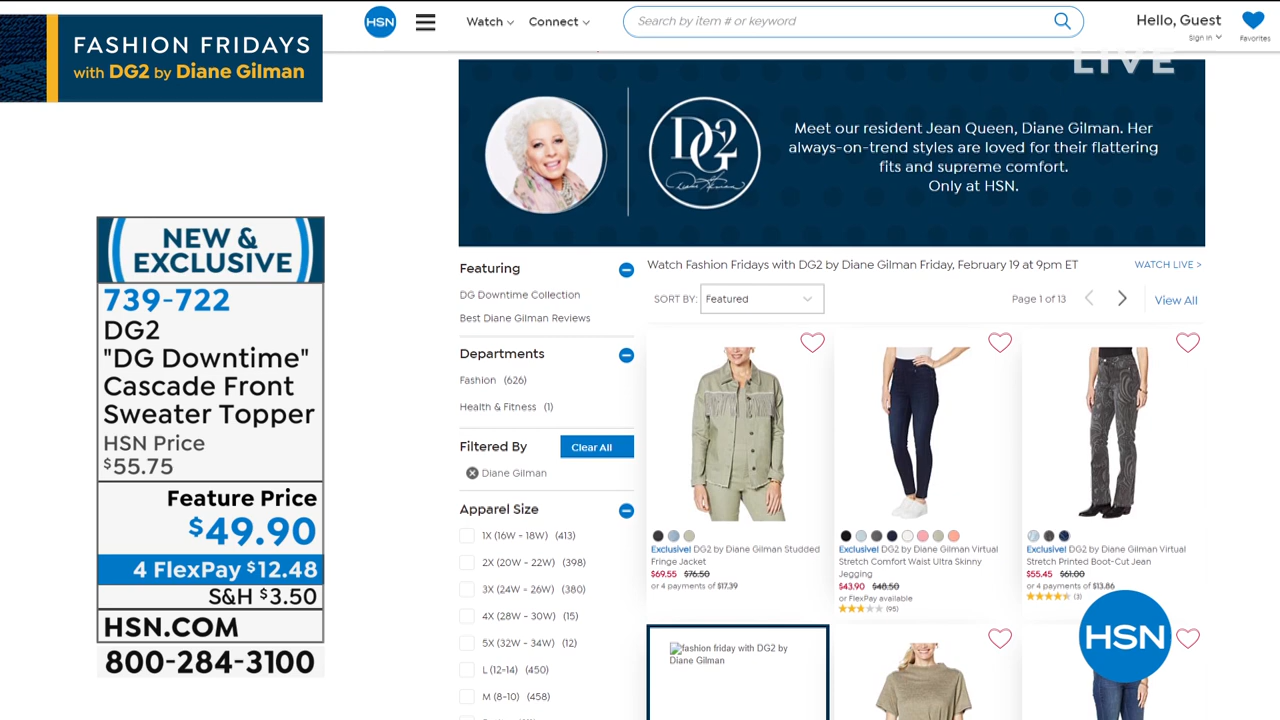 FASHION FRIDAYS
with DG2 by Diane Gilman
HSN
Watch
Connect
Search by item # or keyword
Hello, Guest
Sign In
Favorites
LIVE
DG2
Diane Gilman
Meet our resident Jean Queen, Diane Gilman. Her
always-on-trend styles are loved for their flattering
fits and supreme comfort.
Only at HSN.
NEW &
EXCLUSIVE
739-722
DG2
"DG Downtime"
Cascade Front
Sweater Topper
HSN Price
$55.75
Feature Price
$49.90
4 FlexPay $12.48
S&H $3.50
HSN.COM
800-284-3100
Featuring
DG Downtime Collection
Best Diane Gilman Reviews
Departments
Fashion (626)
Health & Fitness (1)
Filtered By
Clear All
Diane Gilman
Apparel Size
1X (16W - 18W) (413)
2X (20W - 22W) (398)
3X (24W - 26W) (380)
4X (28W - 30W) (15)
5X (32W - 34W) (12)
L (12-14) (450)
M (8-10) (458)
Watch Fashion Fridays with DG2 by Diane Gilman Friday, February 19 at 9pm ET
WATCH LIVE >
SORT BY:
Featured
Page 1 of 13
View All
Exclusive! DG2 by Diane Gilman Studded
Fringe Jacket
$69.55 $76.50
or 4 payments of $17.39
Exclusive! DG2 by Diane Gilman Virtual
Stretch Comfort Waist Ultra Skinny
Jegging
$43.90 $48.50
or FlexPay available
(95)
Exclusive! DG2 by Diane Gilman Virtual
Stretch Printed Boot-Cut Jean
$55.45 $61.00
or 4 payments of $13.86
(3)
fashion friday with DG2 by
Diane Gilman
HSN